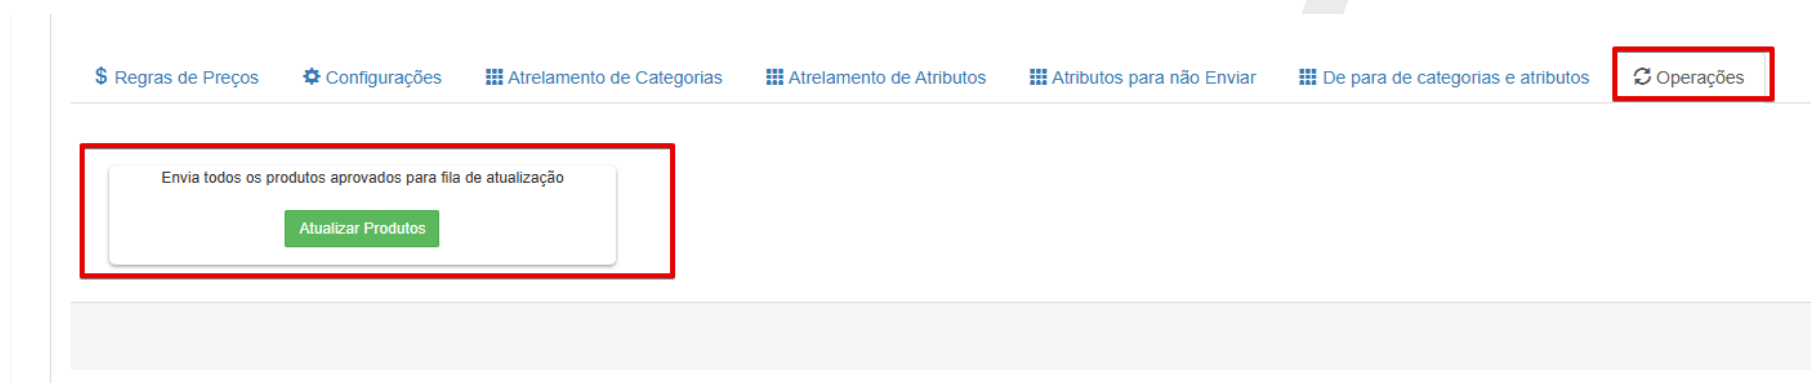 $ Regras de Preços Configurações Atrelamento de Categorias Atrelamento de Atributos Atributos para não Enviar De para de categorias e atributos Operações
Envia todos os produtos aprovados para fila de atualização
Atualizar Produtos